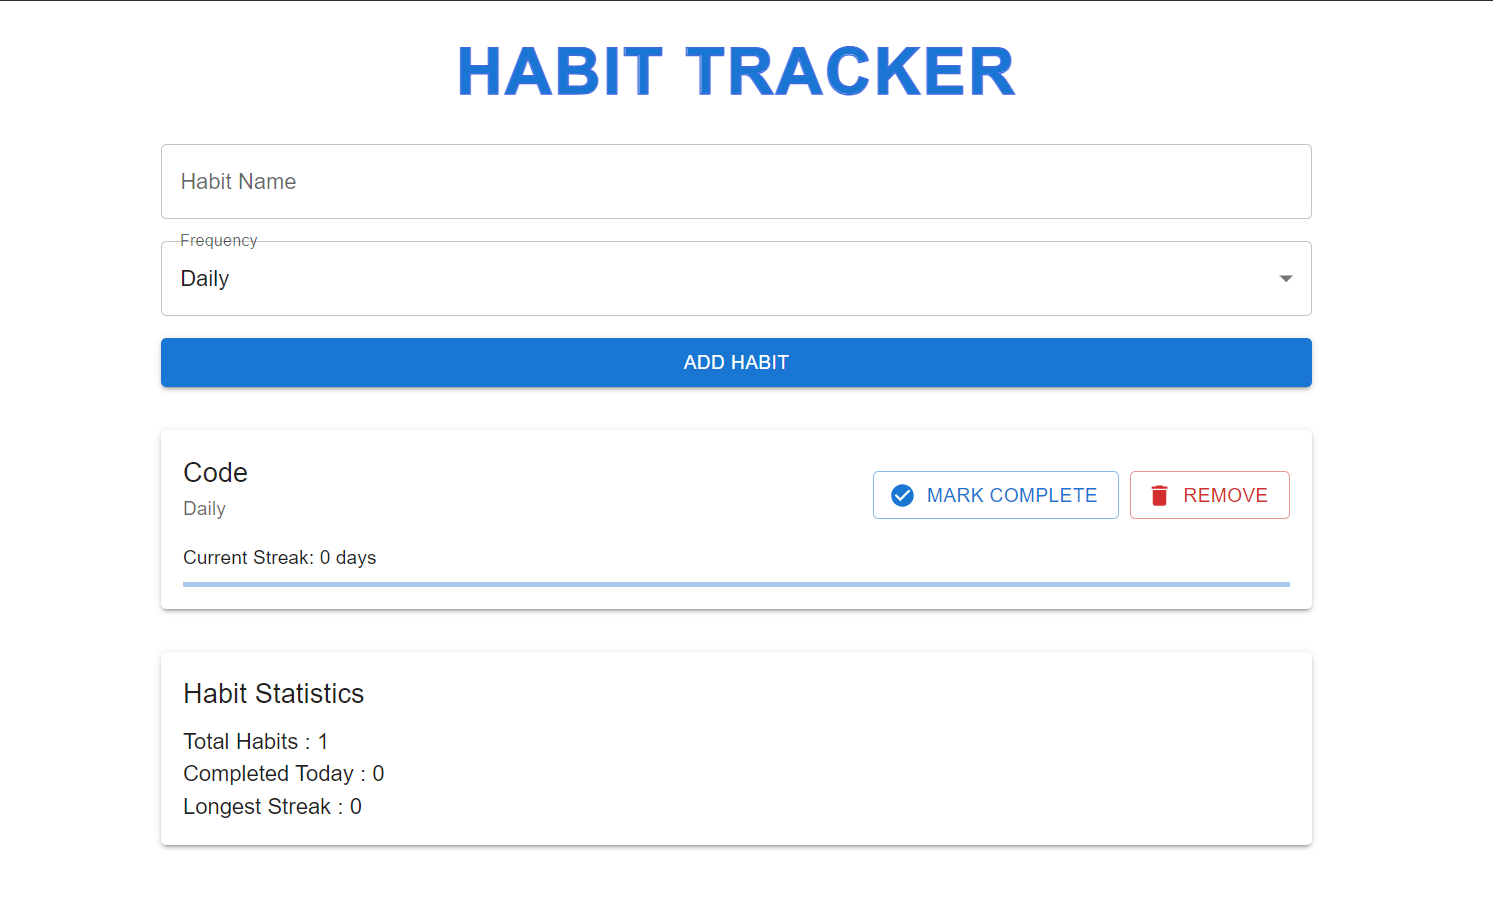 HABIT TRACKER
Habit Name
Frequency
Daily
ADD HABIT
Code
Daily
MARK COMPLETE
REMOVE
Current Streak: 0 days
Habit Statistics
Total Habits : 1
Completed Today : 0
Longest Streak : 0